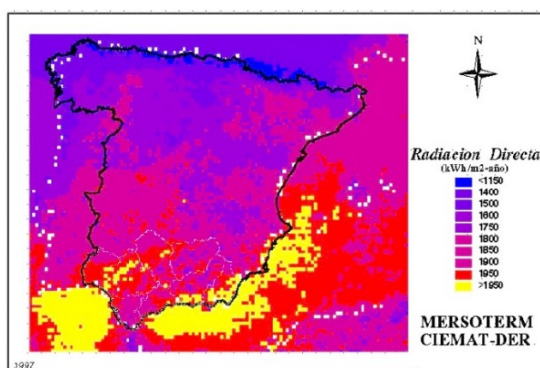 N
Radiacion Directa
(kWh/m2-año)
<1150
1400
1500
1600
1750
1800
1850
1900
1950
>1950
MERSOTERM
CIEMAT-DER
1997